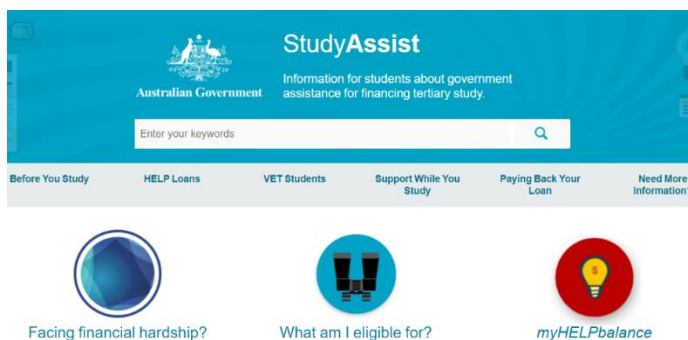 StudyAssist
Australian Government
Information for students about government
assistance for financing tertiary study.
Enter your keywords
Before You Study
HELP Loans
VET Students
Support While You
Study
Paying Back Your
Loan
Need More
Information?
Facing financial hardship?
What am I eligible for?
$
myHELPbalance